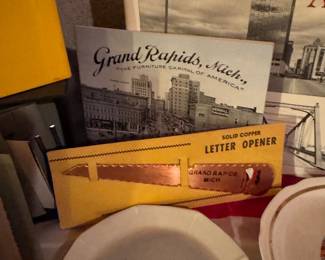 Grand Rapids, Mich.,
"THE FURNITURE CAPITAL OF AMERICA"
SOLID COPPER
LETTER OPENER
GRAND RAPIDS
MICH